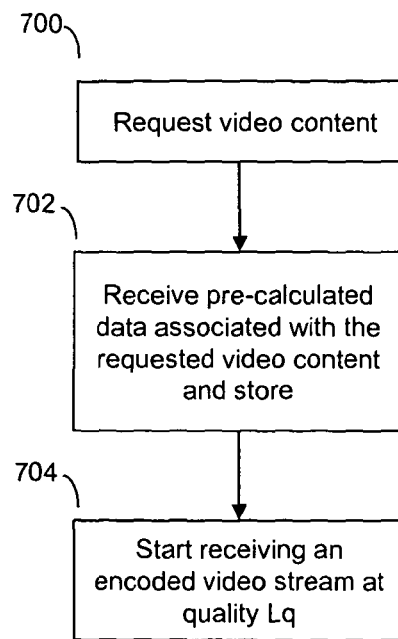 700
Request video content
702
Receive pre-calculated
data associated with the
requested video content
and store
704
Start receiving an
encoded video stream at
quality Lq